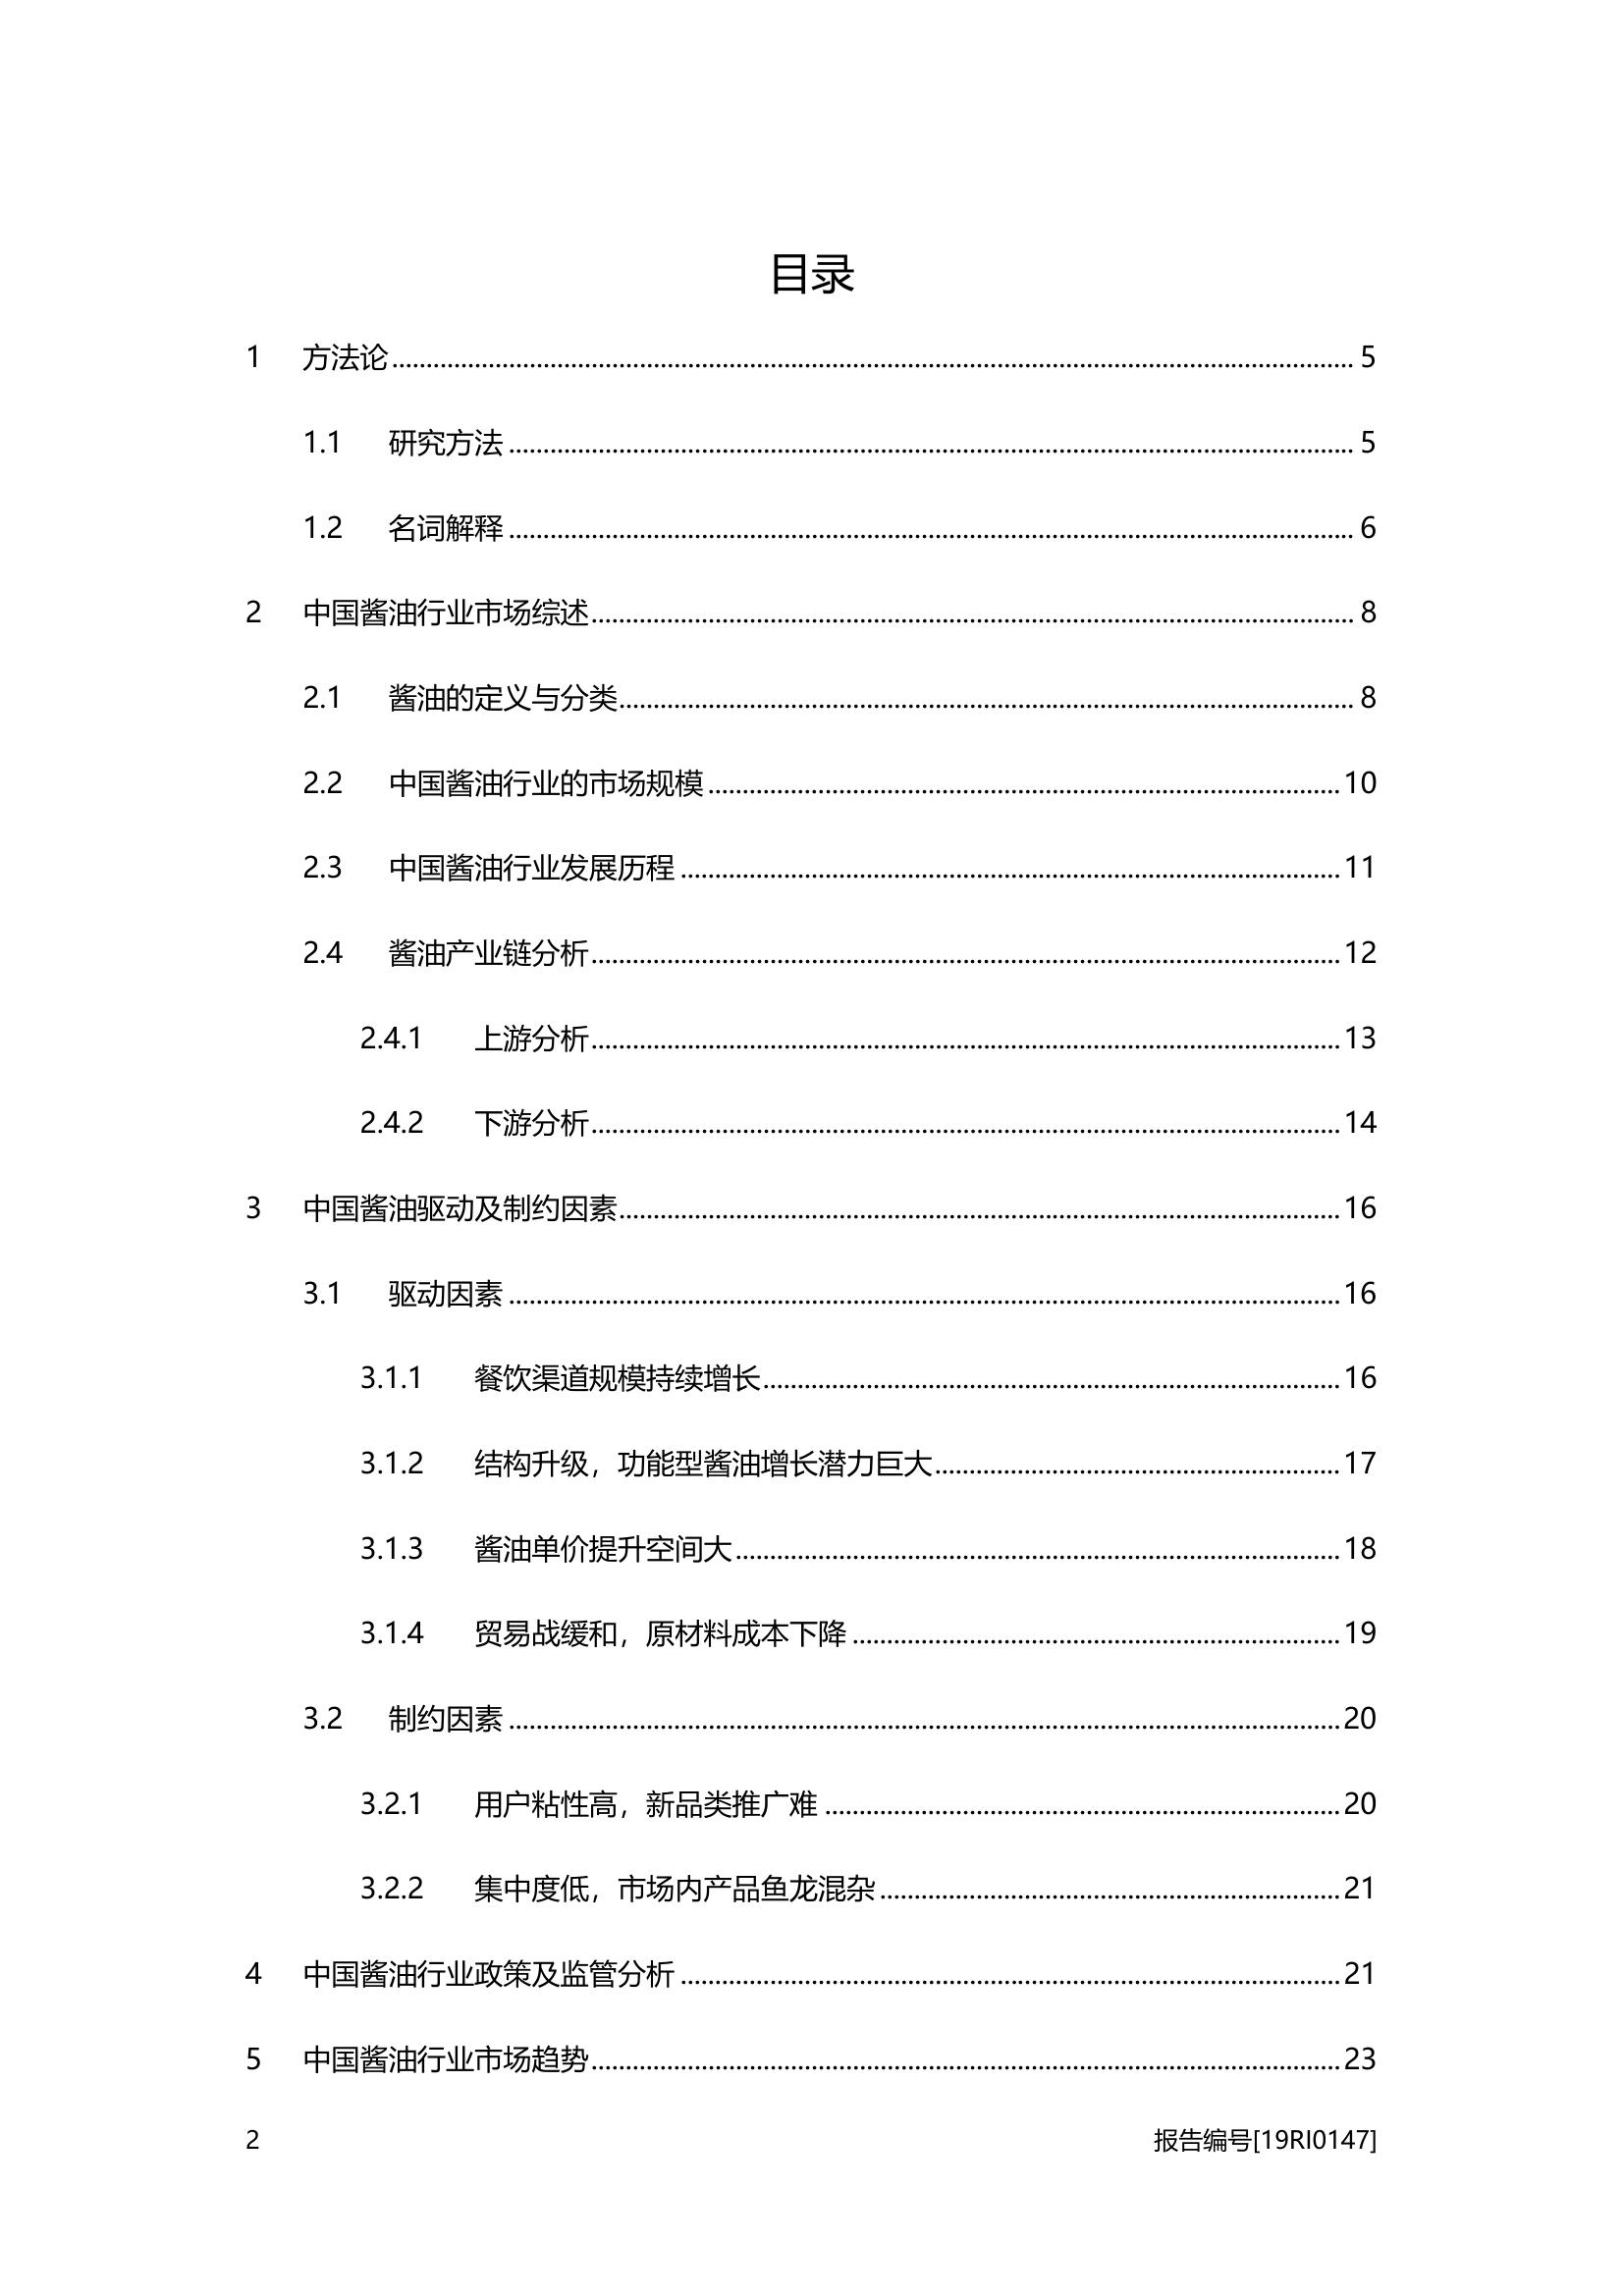 目录
1 方法论 5
1.1 研究方法 5
1.2 名词解释 6
2 中国酱油行业市场综述 8
2.1 酱油的定义与分类 8
2.2 中国酱油行业的市场规模 10
2.3 中国酱油行业发展历程 11
2.4 酱油产业链分析 12
2.4.1 上游分析 13
2.4.2 下游分析 14
3 中国酱油驱动及制约因素 16
3.1 驱动因素 16
3.1.1 餐饮渠道规模持续增长 16
3.1.2 结构升级，功能型酱油增长潜力巨大 17
3.1.3 酱油单价提升空间大 18
3.1.4 贸易战缓和，原材料成本下降 19
3.2 制约因素 20
3.2.1 用户粘性高，新品类推广难 20
3.2.2 集中度低，市场内产品鱼龙混杂 21
4 中国酱油行业政策及监管分析 21
5 中国酱油行业市场趋势 23
2 报告编号[19RI0147]